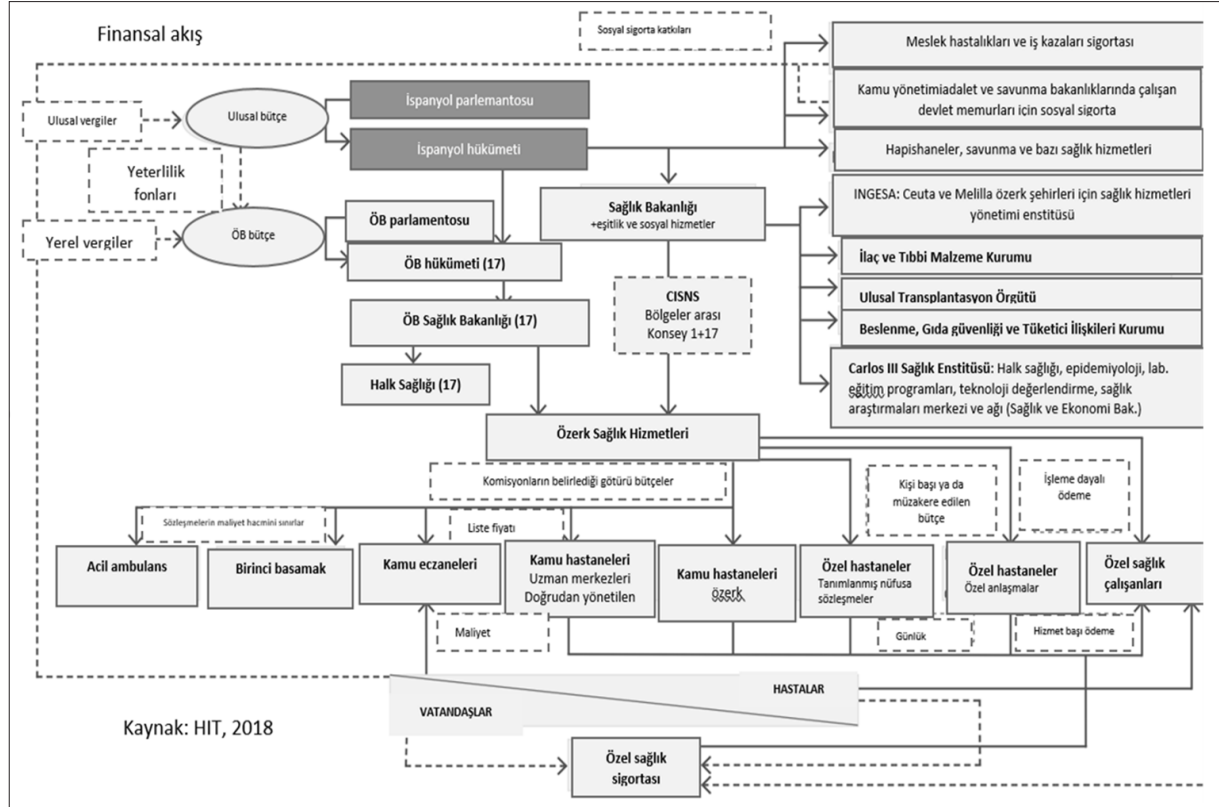 Finansal akış
Sosyal sigorta katkıları
Meslek hastalıkları ve iş kazaları sigortası
Kamu yönetimiadalet ve savunma bakanlıklarında çalışan
devlet memurları için sosyal sigorta
Hapishaneler, savunma ve bazı sağlık hizmetleri
Ulusal vergiler
Ulusal bütçe
İspanyol parlemantosu
İspanyol hükümeti
Yeterlilik
fonları
Yerel vergiler
ÖB bütçe
ÖB parlamentosu
ÖB hükümeti (17)
Sağlık Bakanlığı
+eşitlik ve sosyal hizmetler
INGESA: Ceuta ve Melilla özerk şehirleri için sağlık hizmetleri
yönetimi enstitüsü
İlaç ve Tıbbi Malzeme Kurumu
Ulusal Transplantasyon Örgütü
Beslenme, Gıda güvenliği ve Tüketici İlişkileri Kurumu
Carlos III Sağlık Enstitüsü: Halk sağlığı, epidemiyoloji, lab.
eğitim programları, teknoloji değerlendirme, sağlık
araştırmaları merkezi ve ağı (Sağlık ve Ekonomi Bak.)
ÖB Sağlık Bakanlığı (17)
CISNS
Bölgeler arası
Konsey 1+17
Halk Sağlığı (17)
Özerk Sağlık Hizmetleri
Komisyonların belirlediği götürü bütçeler
Kişi başı ya da
müzakere edilen
bütçe
İşleme dayalı
ödeme
Sözleşmelerin maliyet hacmini sınırlar
Liste fiyatı
Acil ambulans
Birinci basamak
Kamu eczaneleri
Kamu hastaneleri
Uzman merkezleri
Doğrudan yönetilen
Kamu hastaneleri
özerk
Özel hastaneler
Tanımlanmış nüfusa
sözleşmeler
Özel hastaneler
Özel anlaşmalar
Özel sağlık
çalışanları
Maliyet
Günlük
Hizmet başı ödeme
HASTALAR
VATANDAŞLAR
Kaynak: HIT, 2018
Özel sağlık
sigortası